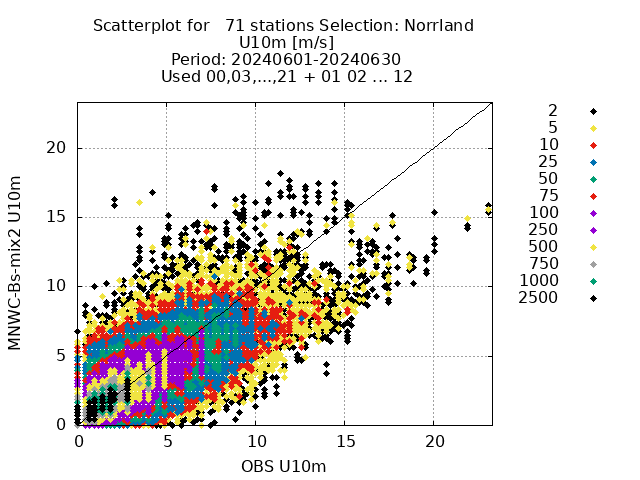 Scatterplot for   71 stations Selection: Norrland
U10m [m/s]
Period: 20240601-20240630
Used 00,03,...,21 + 01 02 ... 12
2
5
10
25
50
75
100
250
500
750
1000
2500
20
15
10
5
0
MNWC-Bs-mix2 U10m
0 5 10 15 20
OBS U10m